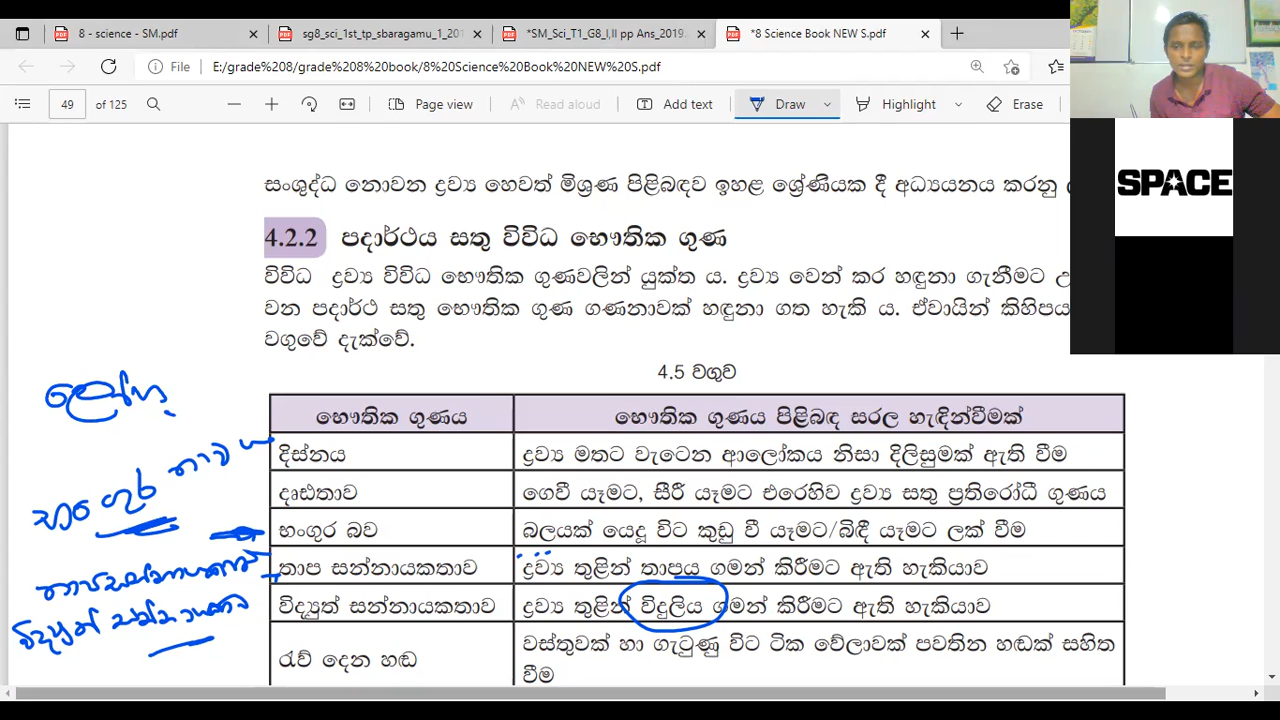 8 - science - SM.pdf
sg8_sci_1st_tp_sbaragamu_1_201
*SM_Sci_T1_G8_I,II pp Ans_2019
*8 Science Book NEW S.pdf
File
E:/grade%208/grade%208%20book/8%20Science%20Book%20NEW%20S.pdf
49 of 125
Page view
Read aloud
Add text
Draw
Highlight
Erase
SPACE
සංශුද්ධ නොවන ද්‍රව්‍ය හෙවත් මිශ්‍රණ පිළිබඳව ඉහළ ශ්‍රේණියක දී අධ්‍යයනය කරනු
4.2.2 පදාර්ථය සතු විවිධ භෞතික ගුණ
විවිධ ද්‍රව්‍ය විවිධ භෞතික ගුණවලින් යුක්ත ය. ද්‍රව්‍ය වෙන් කර හඳුනා ගැනීමට
වන පදාර්ථ සතු භෞතික ගුණ ගණනාවක් හඳුනා ගත හැකි ය. ඒවායින් කිහිපය
වගුවේ දැක්වේ.
4.5 වගුව
ලෝහ
භෞතික ගුණය
භෞතික ගුණය පිළිබඳ සරල හැඳින්වීමක්
දිස්නය
ද්‍රව්‍ය මතට වැටෙන ආලෝකය නිසා දිලිසුමක් ඇති වීම
දෘඪතාව
ගෙවී යෑමට, සීරී යෑමට එරෙහිව ද්‍රව්‍ය සතු ප්‍රතිරෝධී ගුණය
භංගුර බව
බලයක් යෙදූ විට කුඩු වී යෑමට/බිඳී යෑමට ලක් වීම
තාප සන්නායකතාව
ද්‍රව්‍ය තුළින් තාපය ගමන් කිරීමට ඇති හැකියාව
විද්‍යුත් සන්නායකතාව
ද්‍රව්‍ය තුළින් විදුලිය ගමන් කිරීමට ඇති හැකියාව
රැව් දෙන හඬ
වස්තුවක් හා ගැටුණු විට ටික වේලාවක් පවතින හඬක් සහිත
වීම